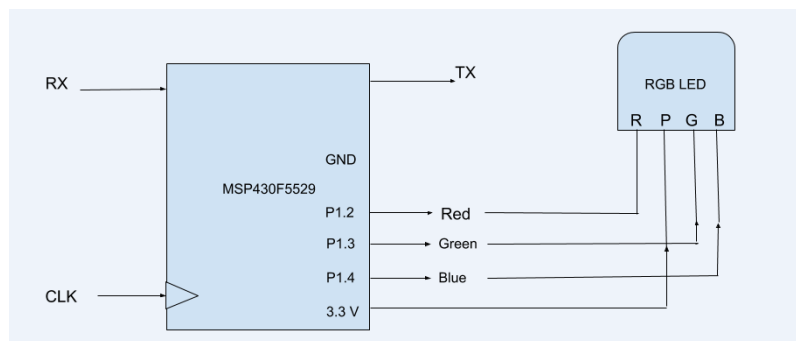 RX
TX
RGB LED
R P G B
GND
MSP430F5529
P1.2
Red
P1.3
Green
P1.4
Blue
CLK
3.3 V